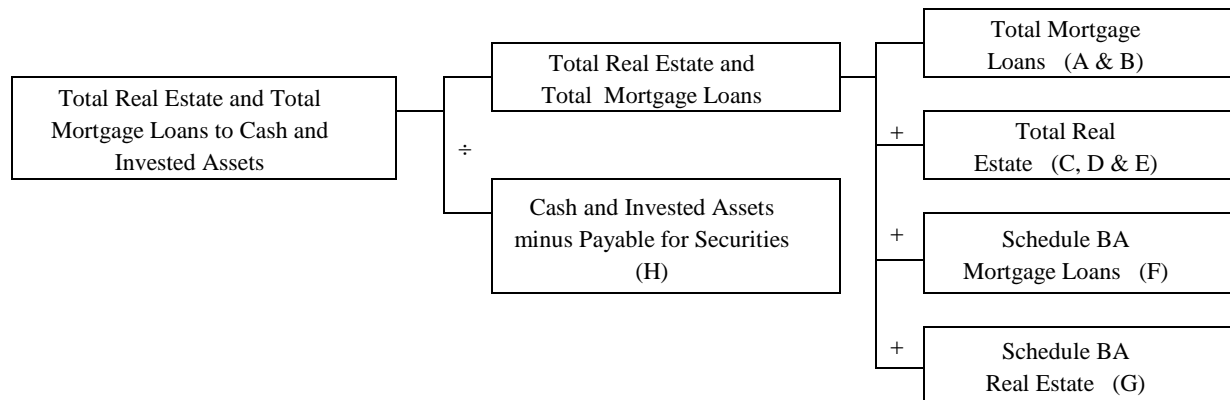 Total Real Estate and Total
Mortgage Loans to Cash and
Invested Assets
÷
Total Real Estate and
Total Mortgage Loans
Cash and Invested Assets
minus Payable for Securities
(H)
Total Mortgage
Loans (A & B)
+
Total Real
Estate (C, D & E)
+
Schedule BA
Mortgage Loans (F)
+
Schedule BA
Real Estate (G)